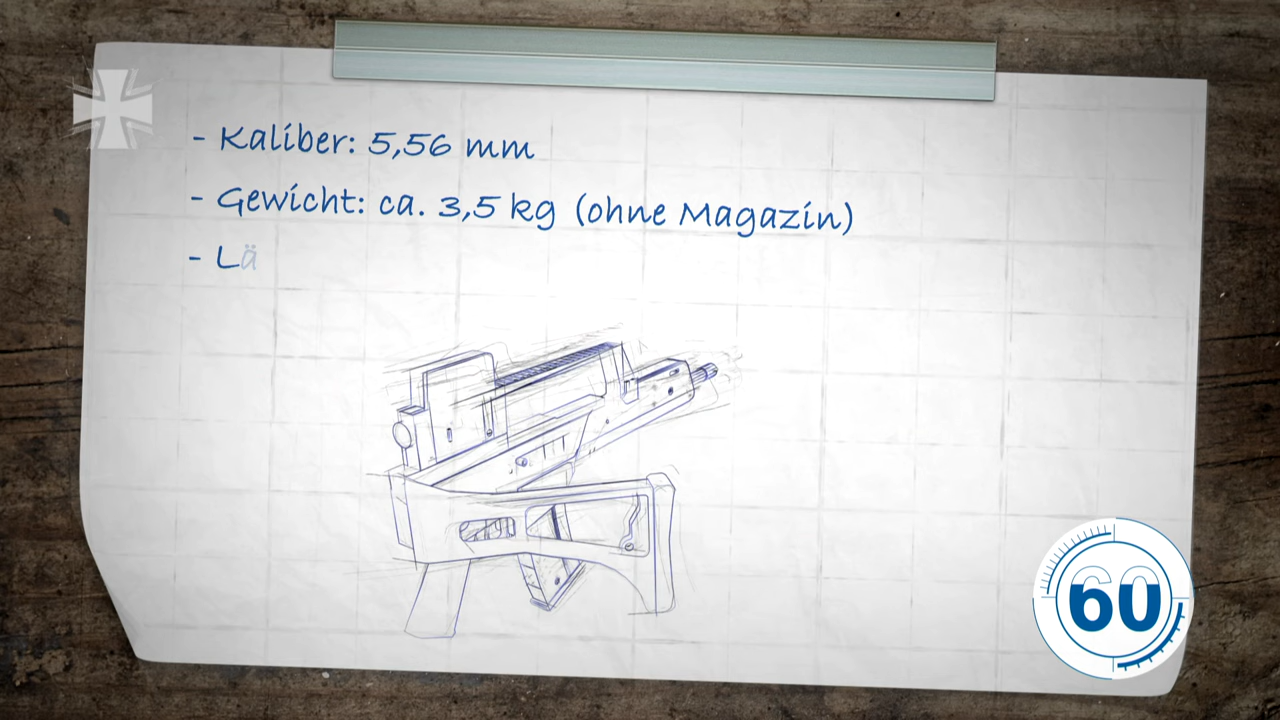 - Kaliber: 5,56 mm
- Gewicht: ca. 3,5 kg (ohne Magazin)
- Lä
60